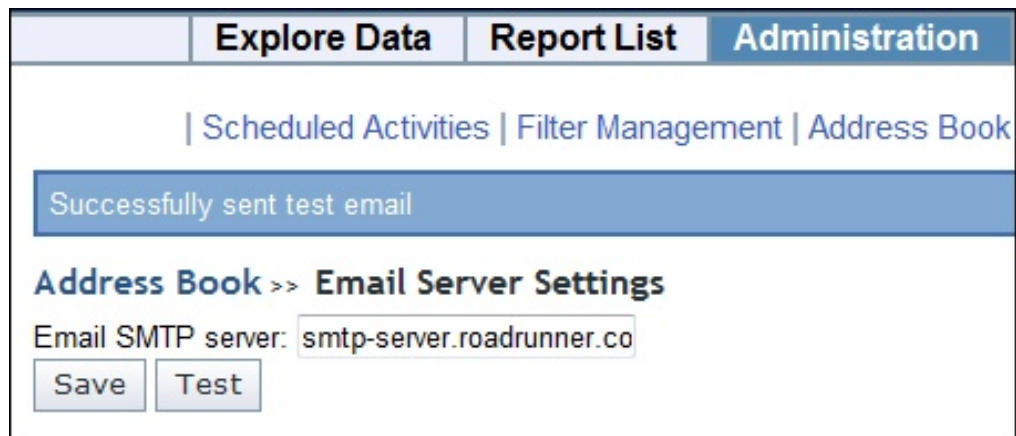 Explore Data Report List Administration
| Scheduled Activities | Filter Management | Address Book
Successfully sent test email
Address Book >> Email Server Settings
Email SMTP server: smtp-server.roadrunner.co
Save Test